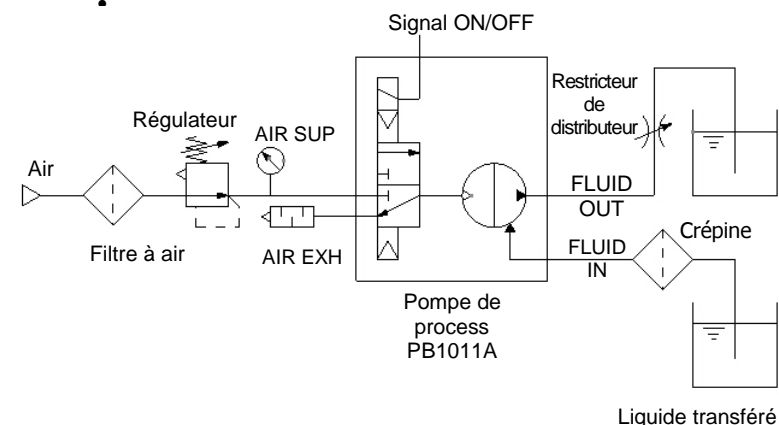 Signal ON/OFF
Régulateur
AIR SUP
Restricteur
de
distributeur
Air
FLUID
OUT
Filtre à air
AIR EXH
FLUID
IN
Crépine
Pompe de
process
PB1011A
Liquide transféré